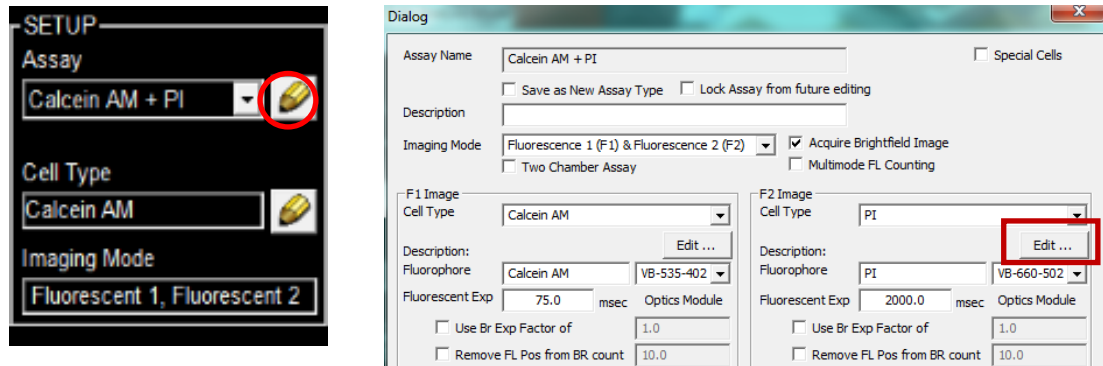 SETUP
Assay
Calcein AM + PI
Cell Type
Calcein AM
Imaging Mode
Fluorescent 1, Fluorescent 2
Dialog
X
Assay Name Calcein AM + PI Special Cells
Save as New Assay Type Lock Assay from future editing
Description
Imaging Mode Fluorescence 1 (F1) & Fluorescence 2 (F2) Acquire Brightfield Image
Two Chamber Assay Multimode FL Counting
F1 Image
Cell Type Calcein AM
Edit ...
Description:
Fluorophore Calcein AM VB-535-402
Fluorescent Exp 75.0 msec Optics Module
Use Br Exp Factor of 1.0
Remove FL Pos from BR count 10.0
F2 Image
Cell Type PI
Edit ...
Description:
Fluorophore PI VB-660-502
Fluorescent Exp 2000.0 msec Optics Module
Use Br Exp Factor of 1.0
Remove FL Pos from BR count 10.0